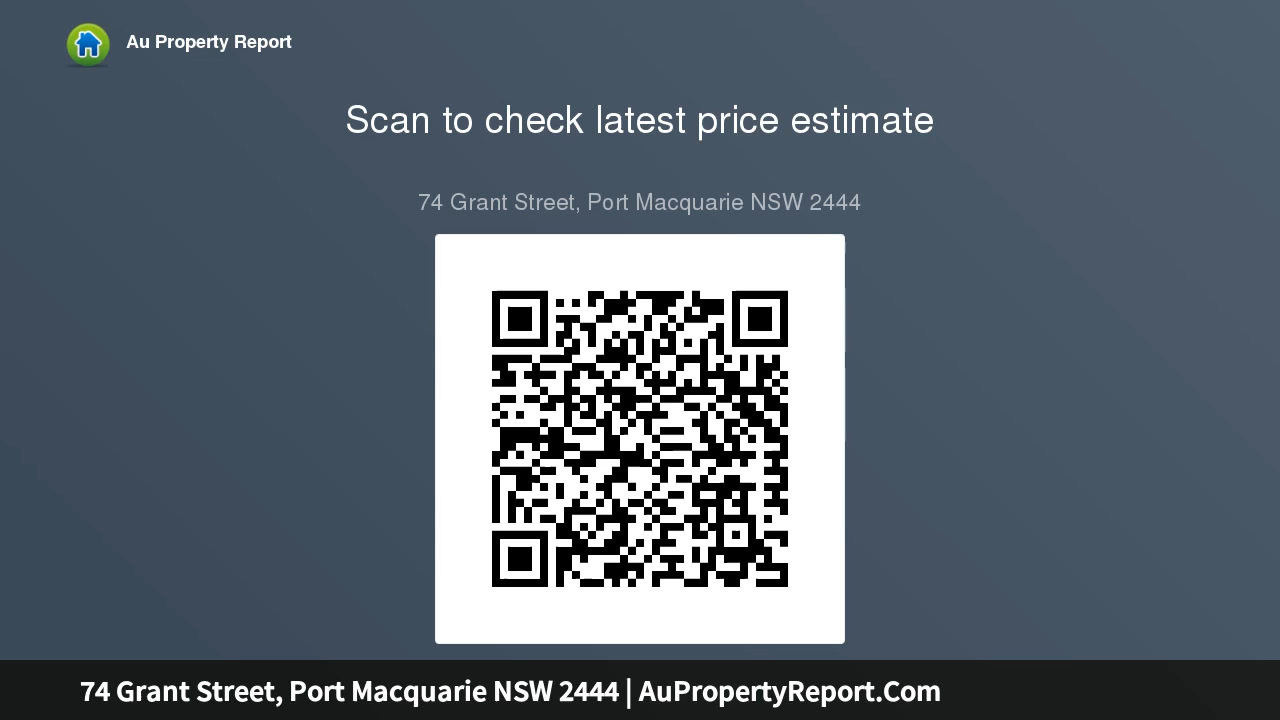 Au Property Report
Scan to check latest price estimate
74 Grant Street, Port Macquarie NSW 2444
74 Grant Street, Port Macquarie NSW 2444 | AuPropertyReport.Com